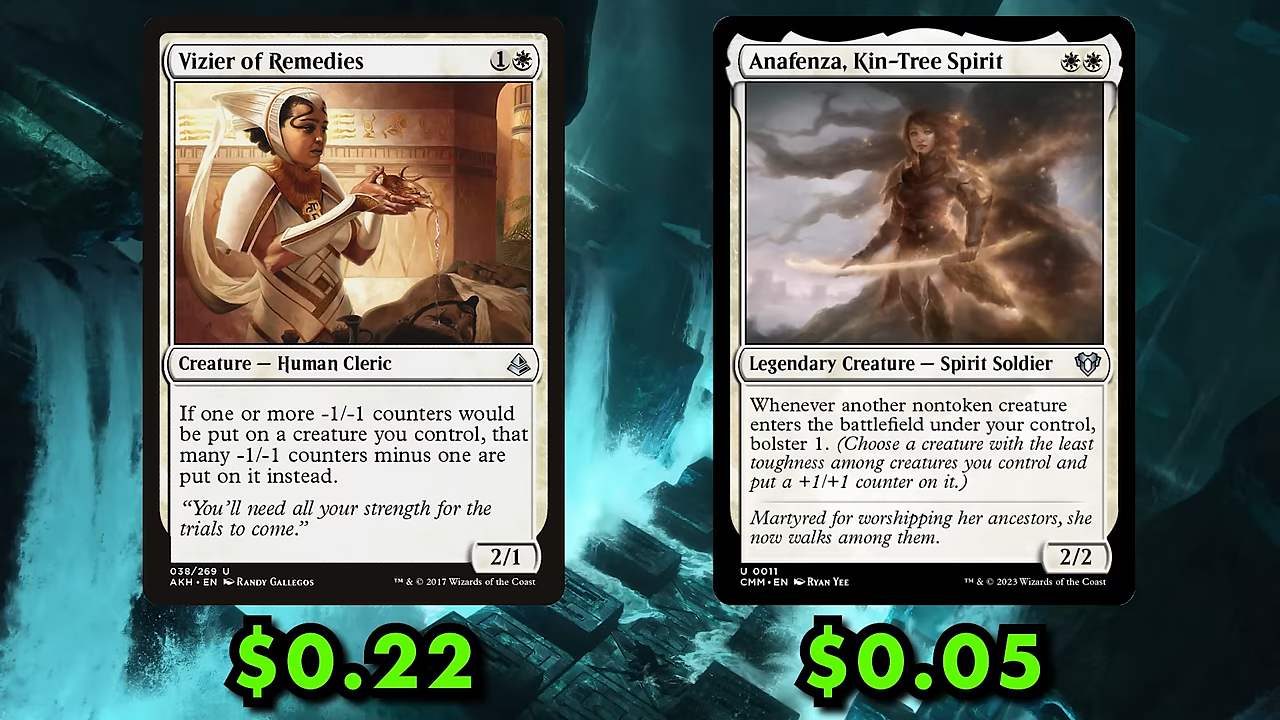 Vizier of Remedies
1
Creature — Human Cleric
If one or more -1/-1 counters would
be put on a creature you control, that
many -1/-1 counters minus one are
put on it instead.
“You’ll need all your strength for the
trials to come.”
2/1
038/269 U
AKH • EN Randy Gallegos
™ & © 2017 Wizards of the Coast
$0.22
Anafenza, Kin-Tree Spirit
Legendary Creature — Spirit Soldier
Whenever another nontoken creature
enters the battlefield under your control,
bolster 1. (Choose a creature with the least
toughness among creatures you control and
put a +1/+1 counter on it.)
Martyred for worshipping her ancestors, she
now walks among them.
2/2
U 0011
CMM • EN Ryan Yee
™ & © 2023 Wizards of the Coast
$0.05